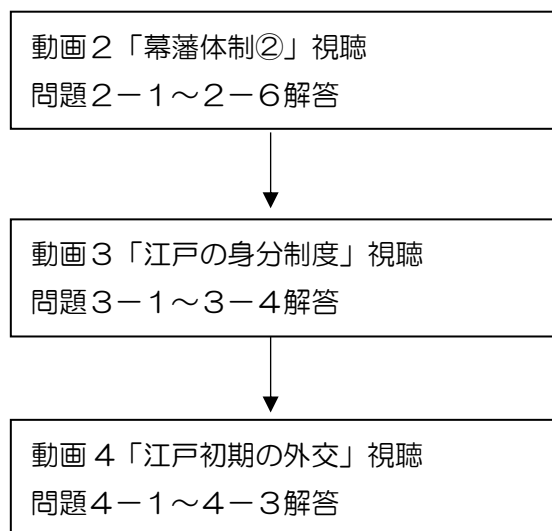 動画２「幕藩体制②」視聴
問題２－１～２－６解答
動画３「江戸の身分制度」視聴
問題３－１～３－４解答
動画４「江戸初期の外交」視聴
問題４－１～４－３解答